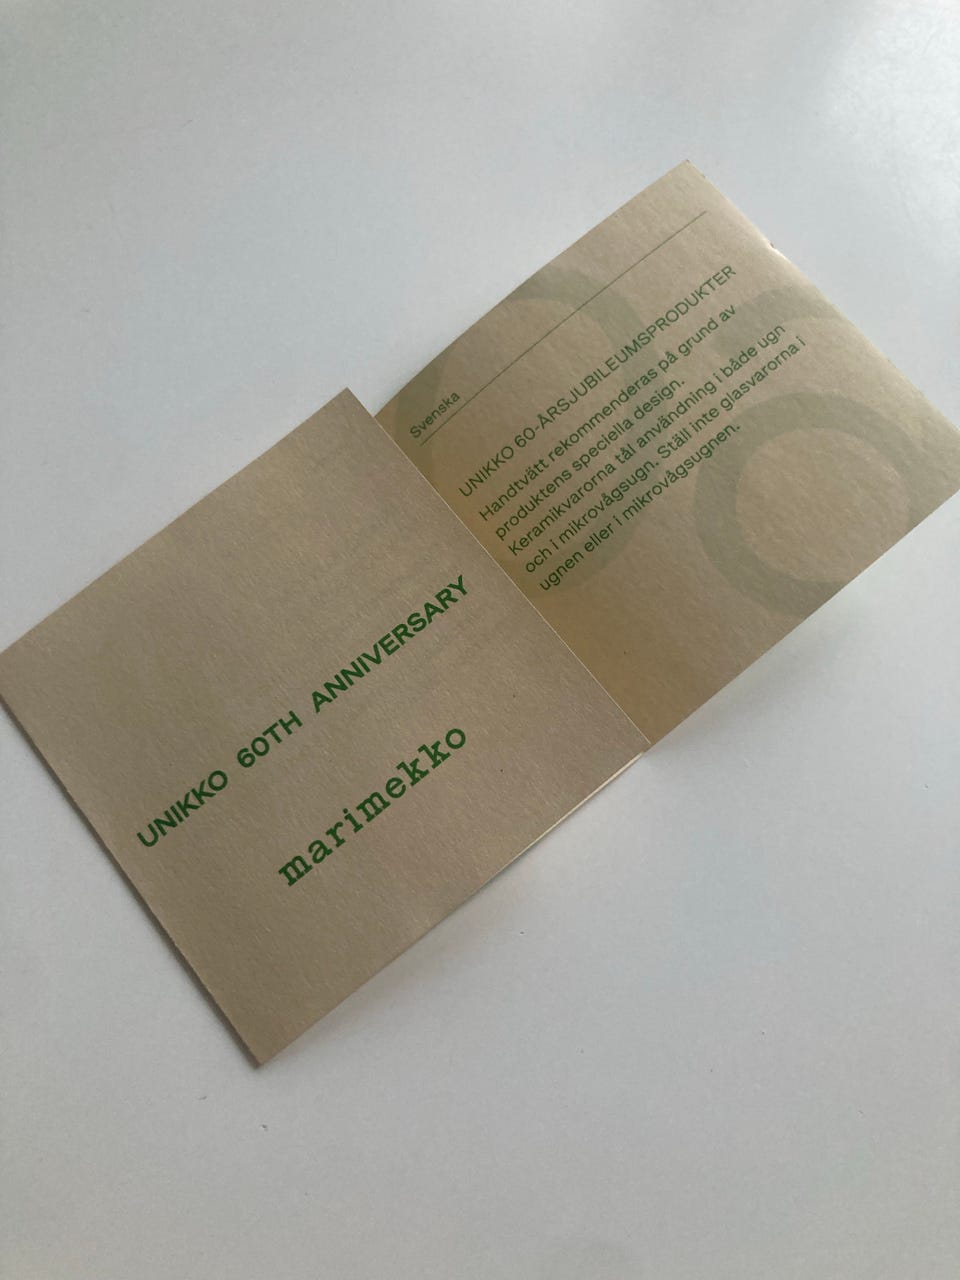 UNIKKO 60TH ANNIVERSARY
marimekko
Svenska
UNIKKO 60-ÅRSJUBILEUMSPRODUKTER
Handtvätt rekommenderas på grund av
produktens speciella design.
Keramikvarorna tål användning i både ugn
och i mikrovågsugn. Ställ inte glasvarorna i
ugnen eller i mikrovågsugnen.